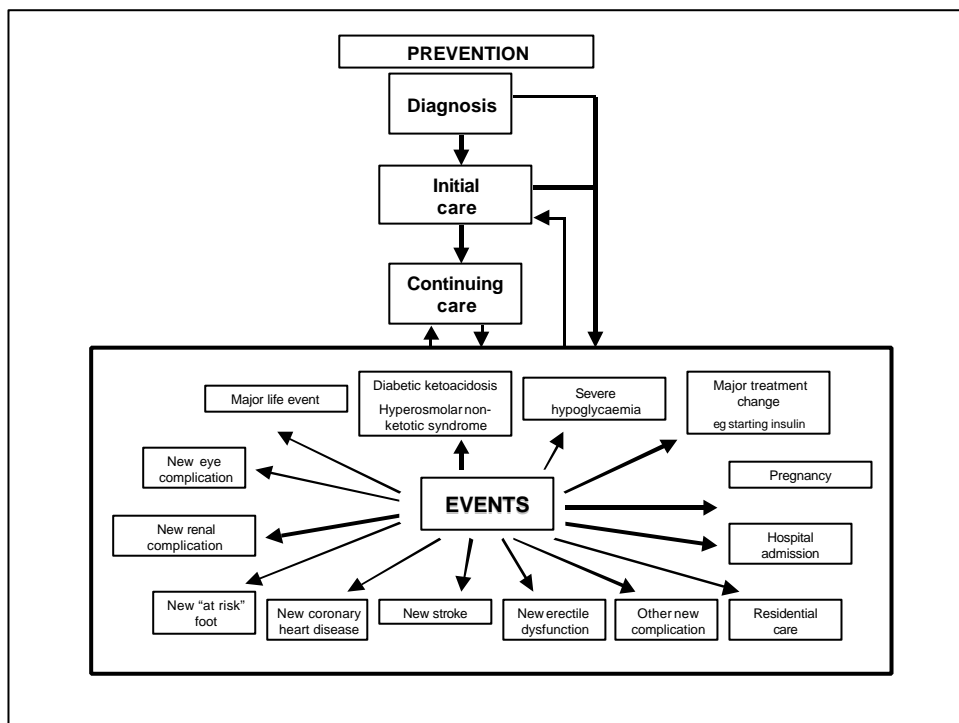 PREVENTION
Diagnosis
Initial
care
Continuing
care
Major life event
Diabetic ketoacidosis
Hyperosmolar non-
ketotic syndrome
Severe
hypoglycaemia
Major treatment
change
eg starting insulin
New eye
complication
EVENTS
Pregnancy
New renal
complication
Hospital
admission
New “at risk”
foot
New coronary
heart disease
New stroke
New erectile
dysfunction
Other new
complication
Residential
care